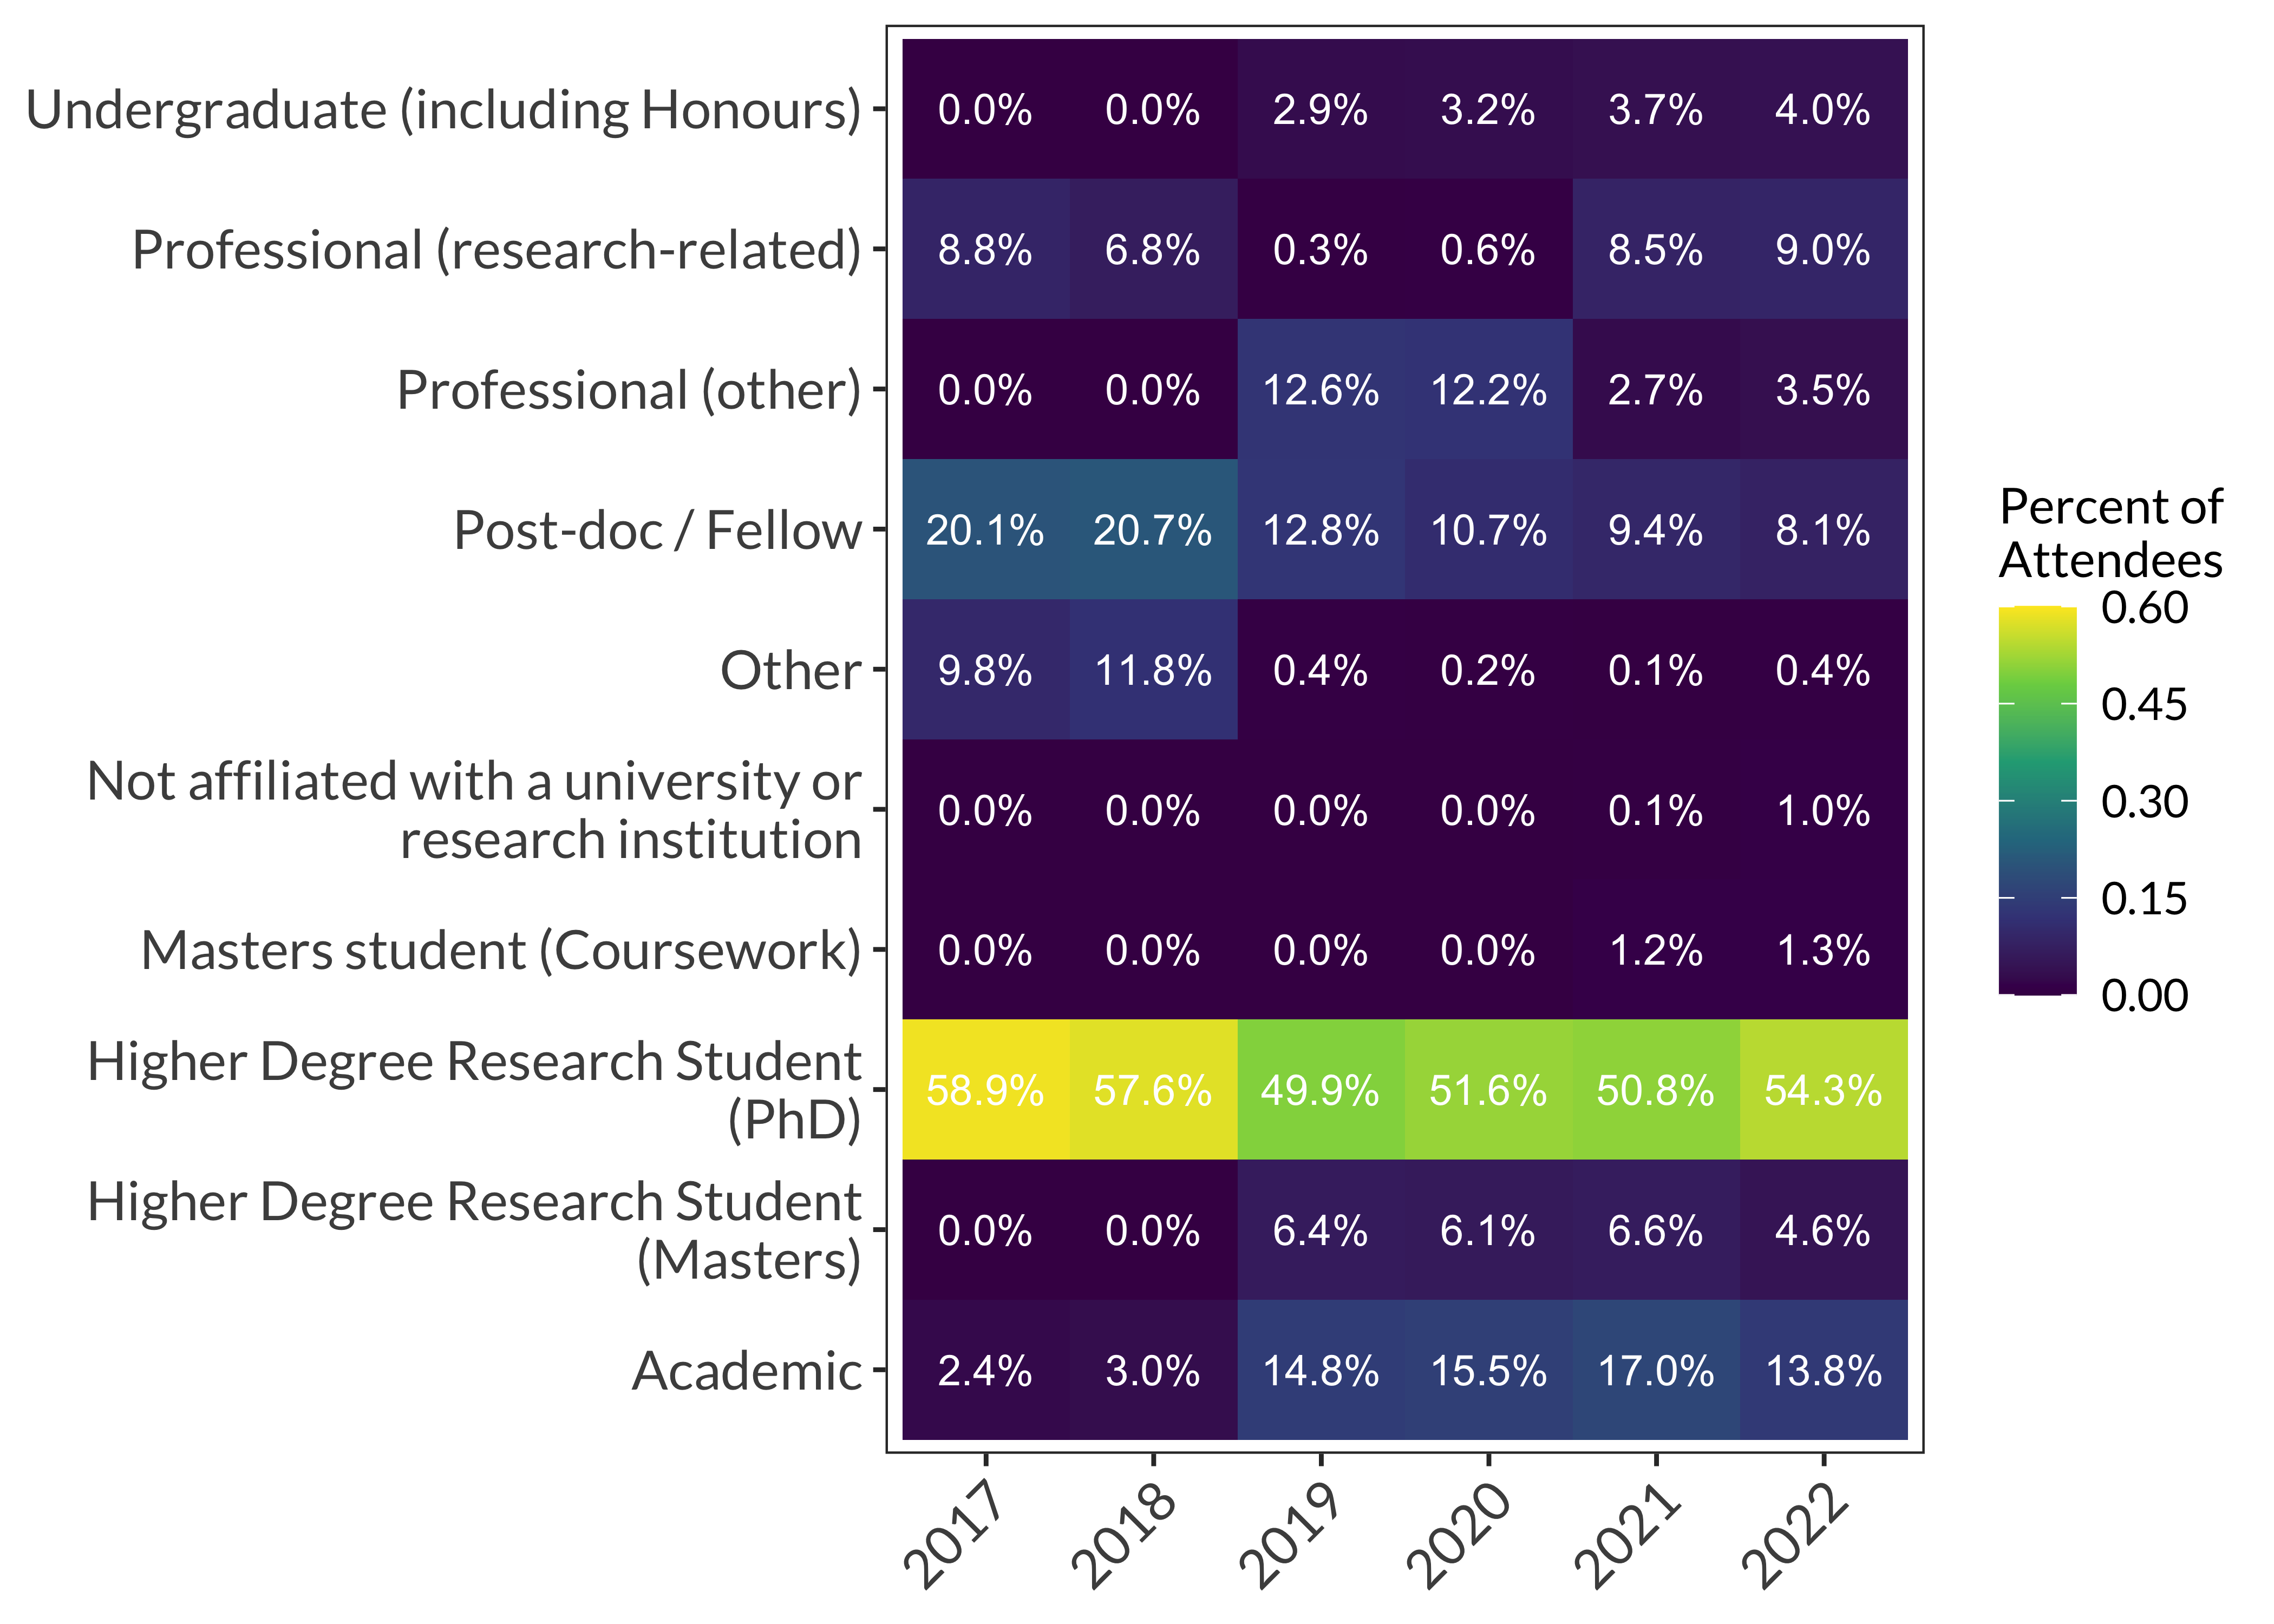 Undergraduate (including Honours) 0.0% 0.0% 2.9% 3.2% 3.7% 4.0%
Professional (research-related) 8.8% 6.8% 0.3% 0.6% 8.5% 9.0%
Professional (other) 0.0% 0.0% 12.6% 12.2% 2.7% 3.5%
Post-doc / Fellow 20.1% 20.7% 12.8% 10.7% 9.4% 8.1%
Other 9.8% 11.8% 0.4% 0.2% 0.1% 0.4%
Not affiliated with a university or
research institution
0.0% 0.0% 0.0% 0.0% 0.1% 1.0%
Masters student (Coursework) 0.0% 0.0% 0.0% 0.0% 1.2% 1.3%
Higher Degree Research Student
(PhD)
58.9% 57.6% 49.9% 51.6% 50.8% 54.3%
Higher Degree Research Student
(Masters)
0.0% 0.0% 6.4% 6.1% 6.6% 4.6%
Academic 2.4% 3.0% 14.8% 15.5% 17.0% 13.8%
2017 2018 2019 2020 2021 2022
Percent of
Attendees
0.60
0.45
0.30
0.15
0.00